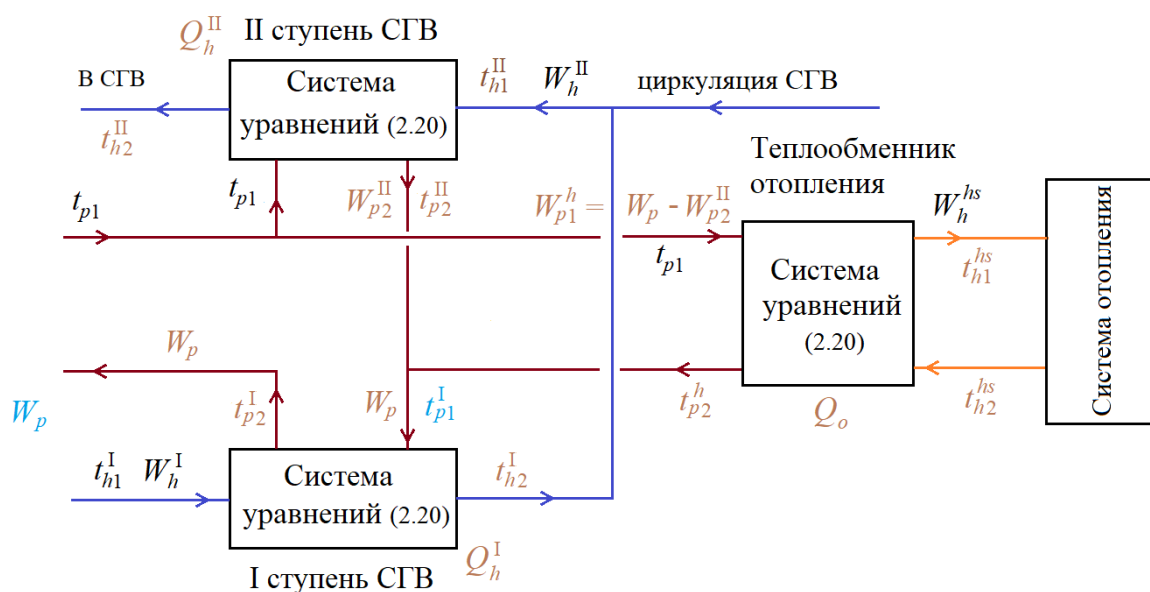 Q_h^II II ступень СГВ
В СГВ
t_h2^II
Система
уравнений (2.20)
t_h1^II W_h^II
циркуляция СГВ
t_p1
t_p1
W_p2^II t_p2^II
W_p1^h = W_p - W_p2^II
t_p1
Теплообменник
отопления
Система
уравнений
(2.20)
W_h^hs
t_h1^hs
t_h2^hs
Система отопления
W_p
W_p
t_p2^I
W_p t_p1^I
t_p2^h
Q_o
t_h1^I W_h^I
Система
уравнений (2.20)
t_h2^I
Q_h^I
I ступень СГВ